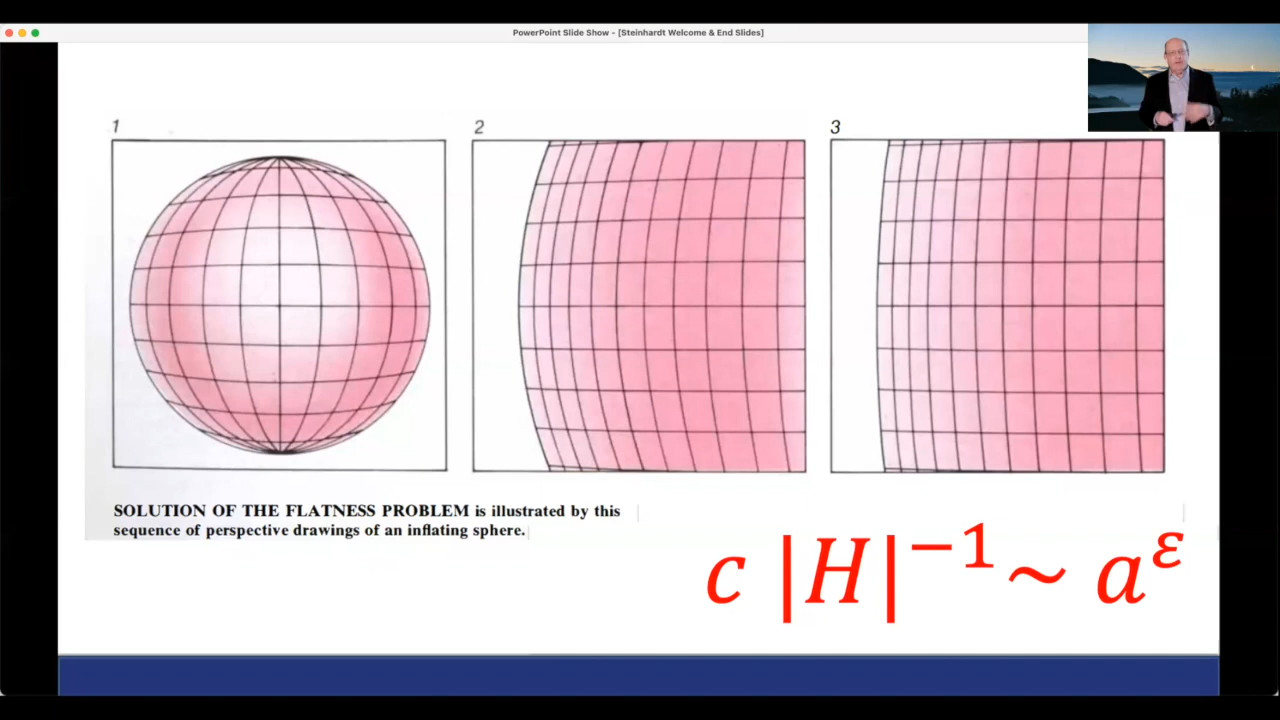 PowerPoint Slide Show - [Steinhardt Welcome & End Slides]
1
2
3
SOLUTION OF THE FLATNESS PROBLEM is illustrated by this
sequence of perspective drawings of an inflating sphere.
c |H|⁻¹~ a^ε